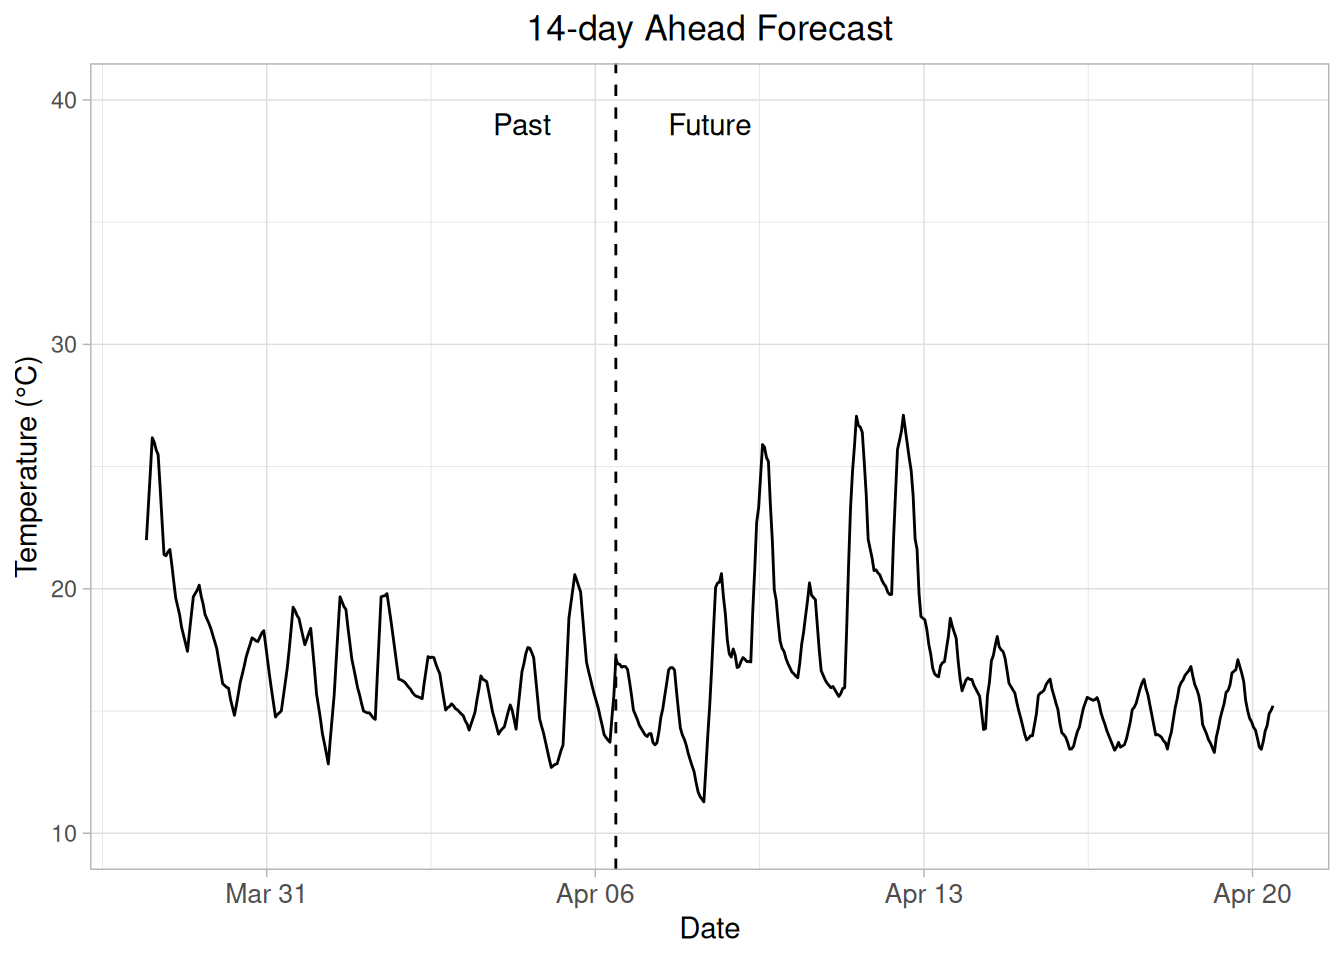 14-day Ahead Forecast
Past
Future
40
30
20
10
Temperature (°C)
Mar 31
Apr 06
Apr 13
Apr 20
Date